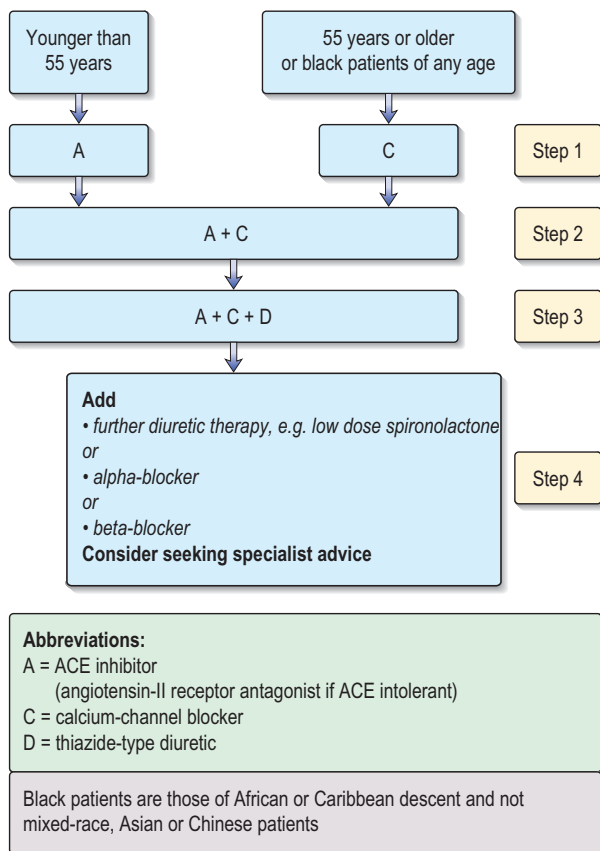 Younger than
55 years
55 years or older
or black patients of any age
A
C
Step 1
A + C
Step 2
A + C + D
Step 3
Add
• further diuretic therapy, e.g. low dose spironolactone
or
• alpha-blocker
or
• beta-blocker
Consider seeking specialist advice
Step 4
Abbreviations:
A = ACE inhibitor
(angiotensin-II receptor antagonist if ACE intolerant)
C = calcium-channel blocker
D = thiazide-type diuretic
Black patients are those of African or Caribbean descent and not
mixed-race, Asian or Chinese patients